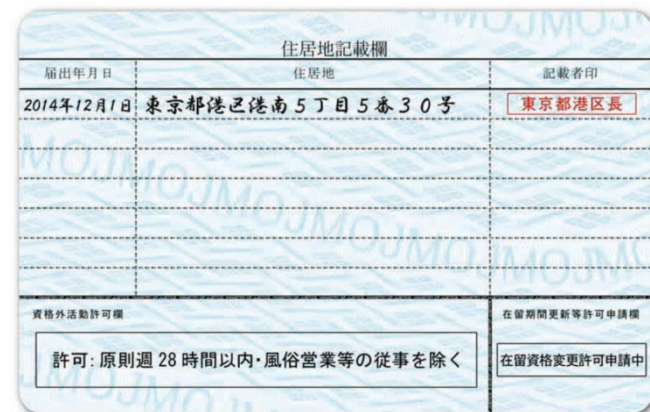 住居地記載欄
届出年月日 住居地 記載者印
2014年12月1日 東京都港区港南5丁目5番30号 東京都港区長
資格外活動許可欄 在留期間更新等許可申請欄
許可: 原則週 28 時間以内・風俗営業等の従事を除く 在留資格変更許可申請中
MOJMOJMOJMOJMOJMOJMOJ